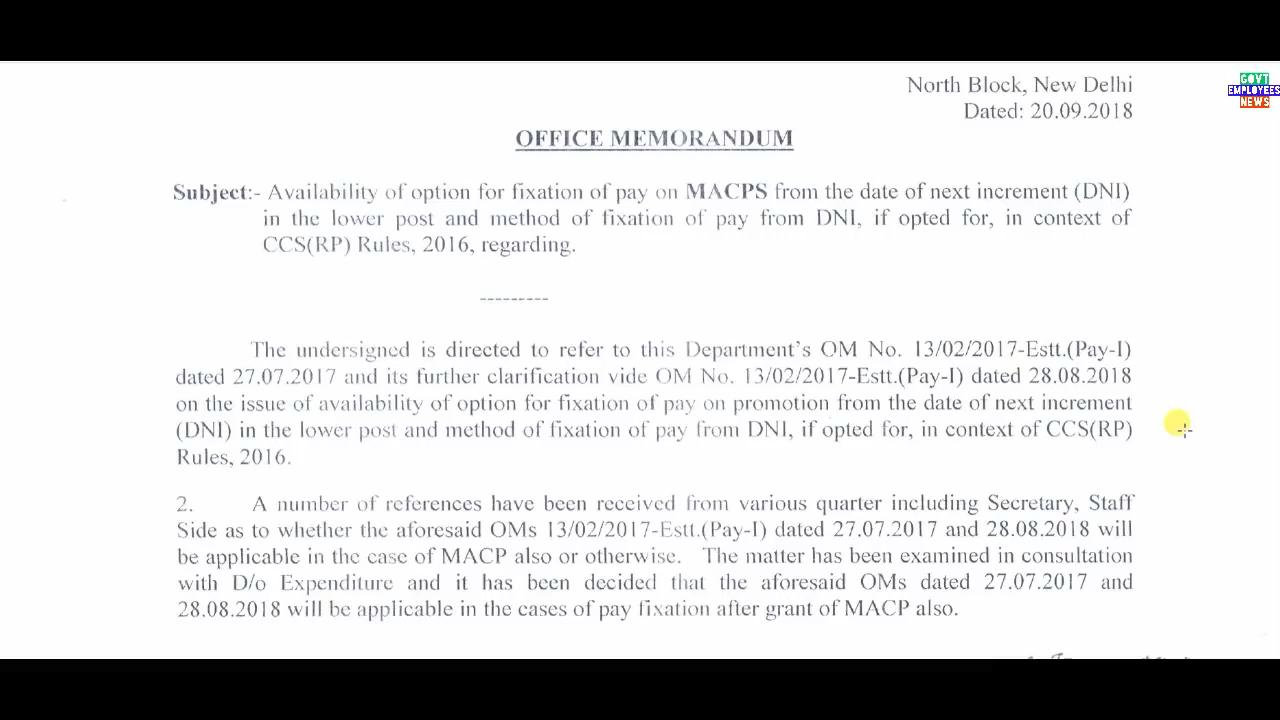 North Block, New Delhi
Dated: 20.09.2018
OFFICE MEMORANDUM
Subject:- Availability of option for fixation of pay on MACPS from the date of next increment (DNI)
in the lower post and method of fixation of pay from DNI, if opted for, in context of
CCS(RP) Rules, 2016, regarding.
---------
The undersigned is directed to refer to this Department's OM No. 13/02/2017-Estt.(Pay-I)
dated 27.07.2017 and its further clarification vide OM No. 13/02/2017-Estt.(Pay-I) dated 28.08.2018
on the issue of availability of option for fixation of pay on promotion from the date of next increment
(DNI) in the lower post and method of fixation of pay from DNI, if opted for, in context of CCS(RP)
Rules, 2016.
2. A number of references have been received from various quarter including Secretary, Staff
Side as to whether the aforesaid OMs 13/02/2017-Estt.(Pay-I) dated 27.07.2017 and 28.08.2018 will
be applicable in the case of MACP also or otherwise. The matter has been examined in consultation
with D/o Expenditure and it has been decided that the aforesaid OMs dated 27.07.2017 and
28.08.2018 will be applicable in the cases of pay fixation after grant of MACP also.
GOVT
EMPLOYEES
NEWS